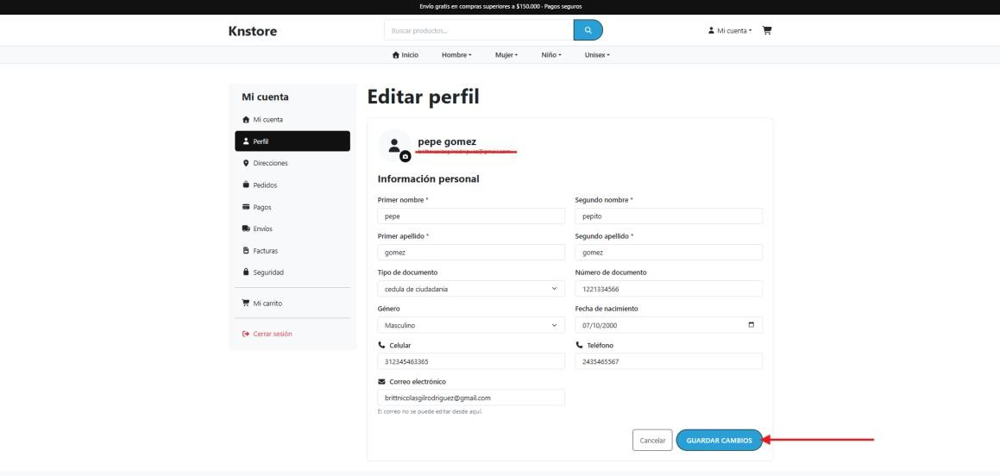 Envío gratis en compras superiores a $150.000 - Pagos seguros
Knstore
Buscar productos...
Mi cuenta
Inicio Hombre Mujer Niño Unisex
Mi cuenta
Mi cuenta
Perfil
Direcciones
Pedidos
Pagos
Envíos
Facturas
Seguridad
Mi carrito
Cerrar sesión
Editar perfil
pepe gomez
brittnicolasgilrodriguez@gmail.com
Información personal
Primer nombre * Segundo nombre *
pepe pepito
Primer apellido * Segundo apellido *
gomez gomez
Tipo de documento Número de documento
cedula de ciudadania 1221334566
Género Fecha de nacimiento
Masculino 07/10/2000
Celular Teléfono
312345463365 2435465567
Correo electrónico
brittnicolasgilrodriguez@gmail.com
El correo no se puede editar desde aquí.
Cancelar GUARDAR CAMBIOS